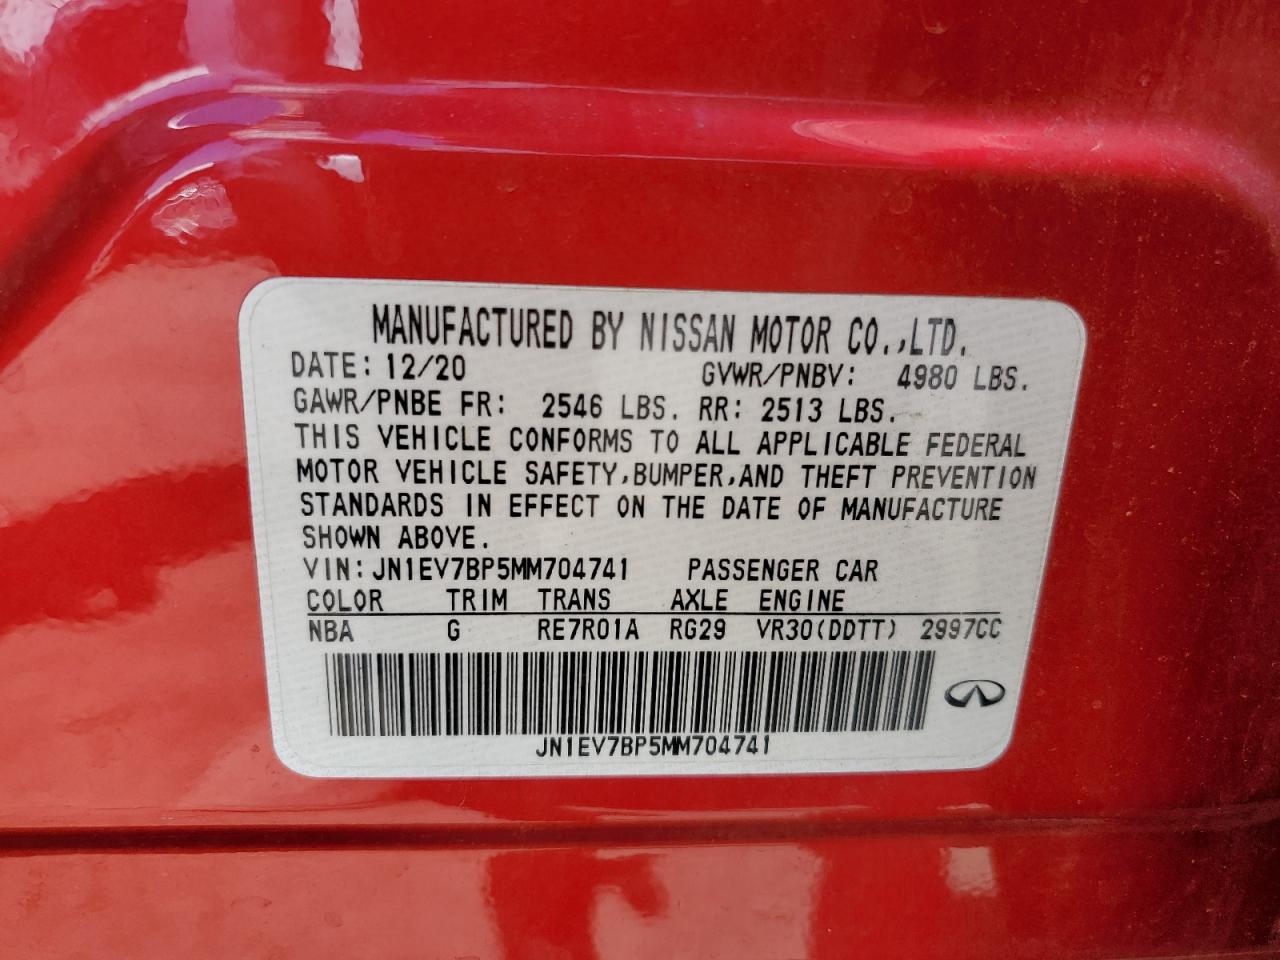 MANUFACTURED BY NISSAN MOTOR CO.,LTD.
DATE: 12/20 GVWR/PNBV: 4980 LBS.
GAWR/PNBE FR: 2546 LBS. RR: 2513 LBS.
THIS VEHICLE CONFORMS TO ALL APPLICABLE FEDERAL
MOTOR VEHICLE SAFETY,BUMPER,AND THEFT PREVENTION
STANDARDS IN EFFECT ON THE DATE OF MANUFACTURE
SHOWN ABOVE.
VIN:JN1EV7BP5MM704741 PASSENGER CAR
COLOR TRIM TRANS AXLE ENGINE
NBA G RE7R01A RG29 VR30(DDTT) 2997CC
JN1EV7BP5MM704741